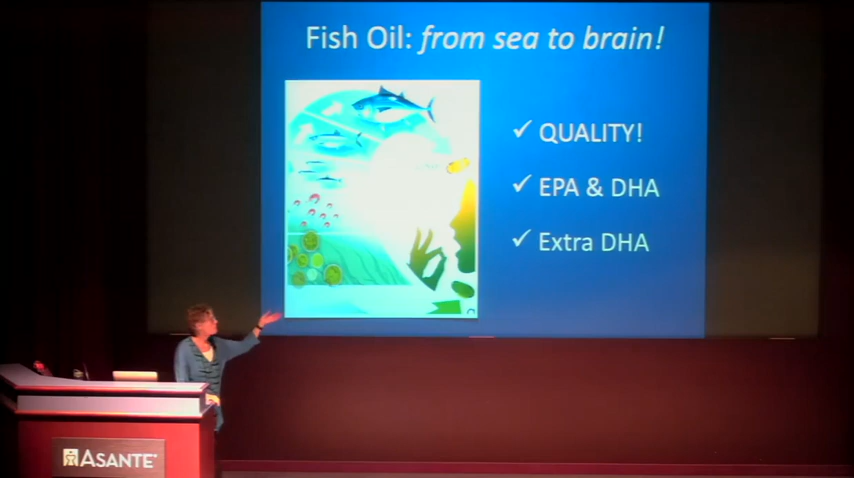 Fish Oil: from sea to brain!
✓ QUALITY!
✓ EPA & DHA
✓ Extra DHA
ASANTE